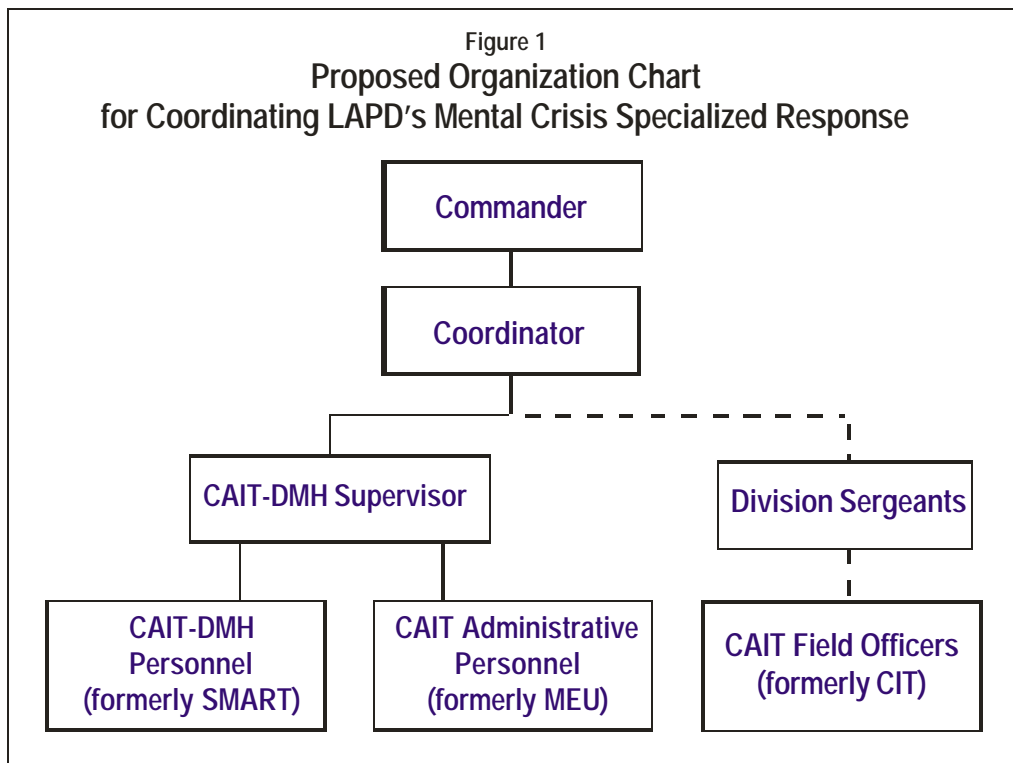 Figure 1
Proposed Organization Chart
for Coordinating LAPD's Mental Crisis Specialized Response
Commander
Coordinator
CAIT-DMH Supervisor
Division Sergeants
CAIT-DMH
Personnel
(formerly SMART)
CAIT Administrative
Personnel
(formerly MEU)
CAIT Field Officers
(formerly CIT)